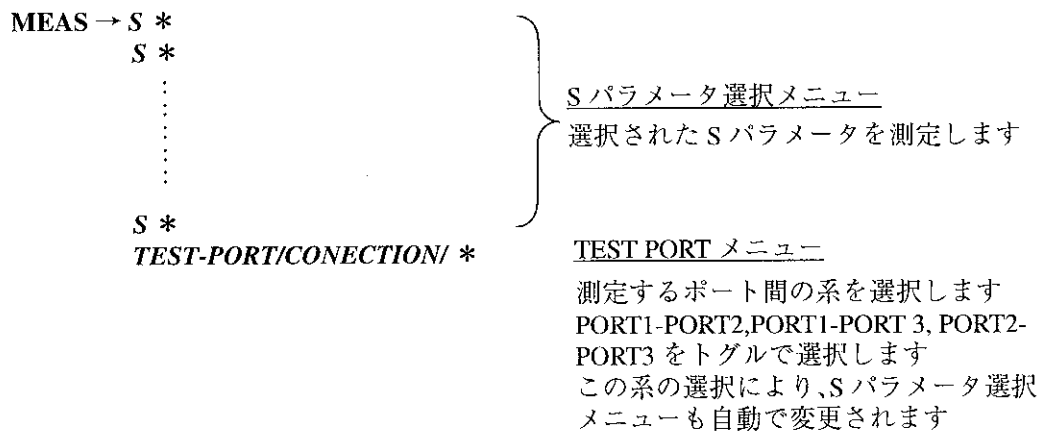 MEAS → S *
S *
S *
TEST-PORT/CONECTION/ *
S パラメータ選択メニュー
選択された S パラメータを測定します
TEST PORT メニュー
測定するポート間の系を選択します
PORT1-PORT2,PORT1-PORT 3, PORT2-
PORT3 をトグルで選択します
この系の選択により、S パラメータ選択
メニューも自動で変更されます